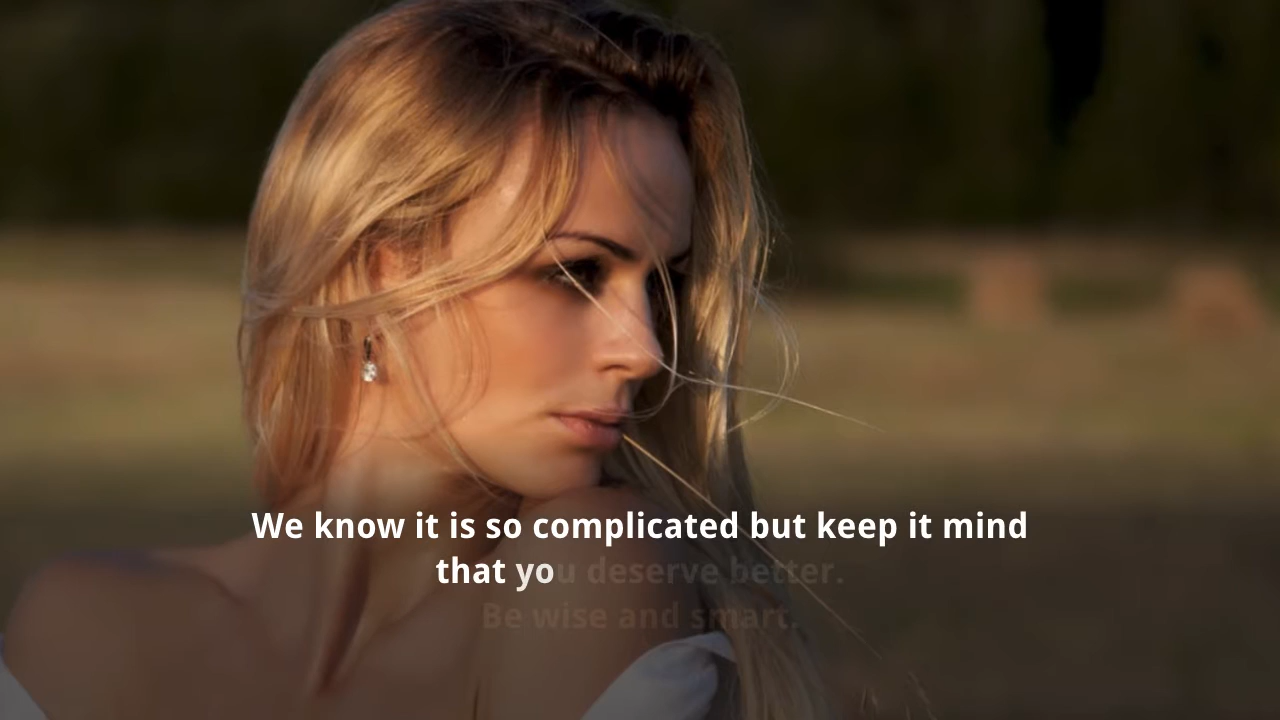 We know it is so complicated but keep it mind
that you deserve better.
Be wise and smart.